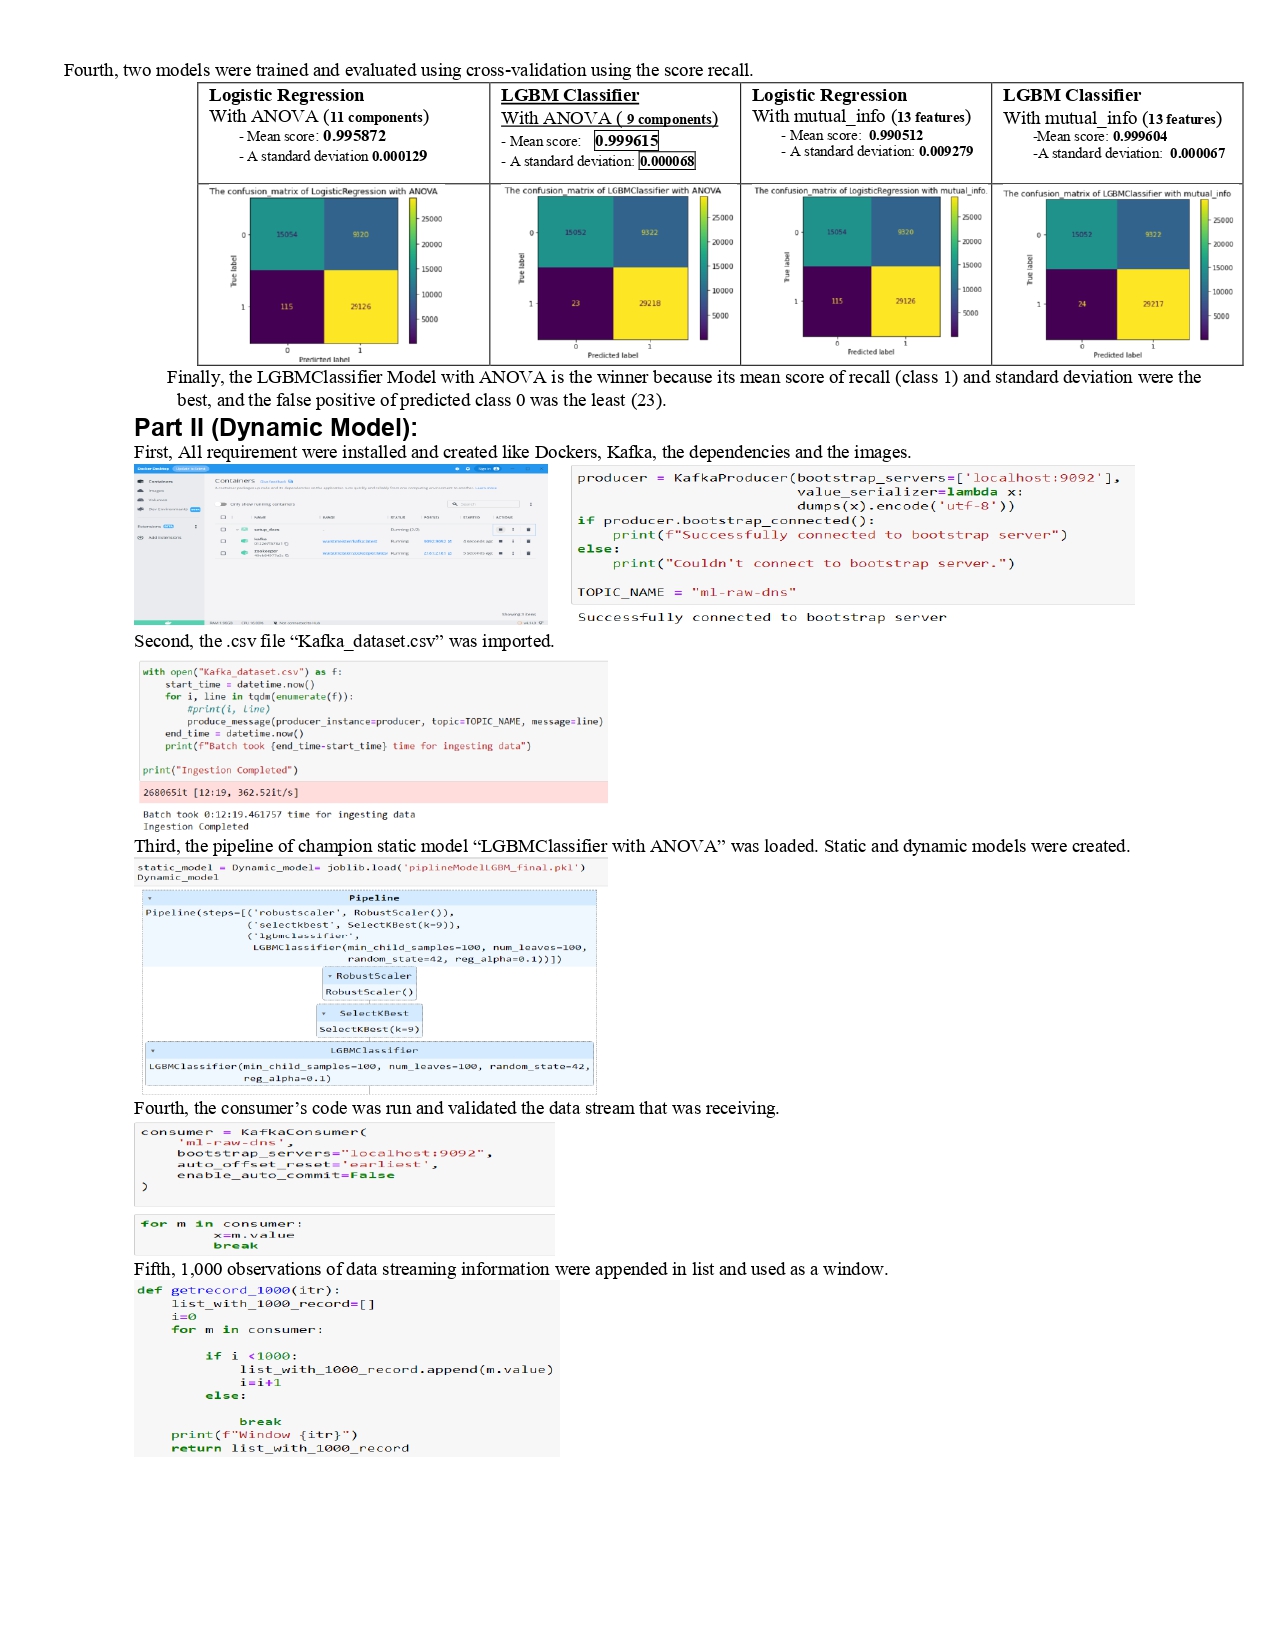 Fourth, two models were trained and evaluated using cross-validation using the score recall.
Logistic Regression
With ANOVA (11 components)
- Mean score: 0.995872
- A standard deviation 0.000129
LGBM Classifier
With ANOVA ( 9 components)
- Mean score: 0.999615
- A standard deviation: 0.000068
Logistic Regression
With mutual_info (13 features)
- Mean score: 0.990512
- A standard deviation: 0.009279
LGBM Classifier
With mutual_info (13 features)
-Mean score: 0.999604
-A standard deviation: 0.000067
The confusion_matrix of LogisticRegression with ANOVA
True label
0
1
15054
9320
115
29126
0
1
Predicted label
25000
20000
15000
10000
5000
The confusion_matrix of LGBMClassifier with ANOVA
True label
0
1
15052
9322
23
29218
0
1
Predicted label
25000
20000
15000
10000
5000
The confusion_matrix of LogisticRegression with mutual_info.
True label
0
1
15054
9320
115
29126
0
1
Predicted label
25000
20000
15000
10000
5000
The confusion_matrix of LGBMClassifier with mutual_info
True label
0
1
15052
9322
24
29217
0
1
Predicted label
25000
20000
15000
10000
5000
Finally, the LGBMClassifier Model with ANOVA is the winner because its mean score of recall (class 1) and standard deviation were the
best, and the false positive of predicted class 0 was the least (23).
Part II (Dynamic Model):
First, All requirement were installed and created like Dockers, Kafka, the dependencies and the images.
Containers
Only show running containers
producer = KafkaProducer(bootstrap_servers=['localhost:9092'],
value_serializer=lambda x:
dumps(x).encode('utf-8'))
if producer.bootstrap_connected():
print(f"Successfully connected to bootstrap server")
else:
print("Couldn't connect to bootstrap server.")
TOPIC_NAME = "ml-raw-dns"
Successfully connected to bootstrap server
Second, the .csv file “Kafka_dataset.csv” was imported.
with open("Kafka_dataset.csv") as f:
start_time = datetime.now()
for i, line in tqdm(enumerate(f)):
#print(i, line)
produce_message(producer_instance=producer, topic=TOPIC_NAME, message=line)
end_time = datetime.now()
print(f"Batch took {end_time-start_time} time for ingesting data")
print("Ingestion Completed")
268065it [12:19, 362.52it/s]
Batch took 0:12:19.461757 time for ingesting data
Ingestion Completed
Third, the pipeline of champion static model “LGBMClassifier with ANOVA” was loaded. Static and dynamic models were created.
static_model = Dynamic_model= joblib.load('piplineModelLGBM_final.pkl')
Dynamic_model
Pipeline
Pipeline(steps=[('robustscaler', RobustScaler()),
('selectkbest', SelectKBest(k=9)),
('lgbmclassifier',
LGBMClassifier(min_child_samples=100, num_leaves=100,
random_state=42, reg_alpha=0.1))])
RobustScaler
RobustScaler()
SelectKBest
SelectKBest(k=9)
LGBMClassifier
LGBMClassifier(min_child_samples=100, num_leaves=100, random_state=42,
reg_alpha=0.1)
Fourth, the consumer’s code was run and validated the data stream that was receiving.
consumer = KafkaConsumer(
'ml-raw-dns',
bootstrap_servers="localhost:9092",
auto_offset_reset='earliest',
enable_auto_commit=False
)
for m in consumer:
x=m.value
break
Fifth, 1,000 observations of data streaming information were appended in list and used as a window.
def getrecord_1000(itr):
list_with_1000_record=[]
i=0
for m in consumer:
if i <1000:
list_with_1000_record.append(m.value)
i=i+1
else:
break
print(f"Window {itr}")
return list_with_1000_record